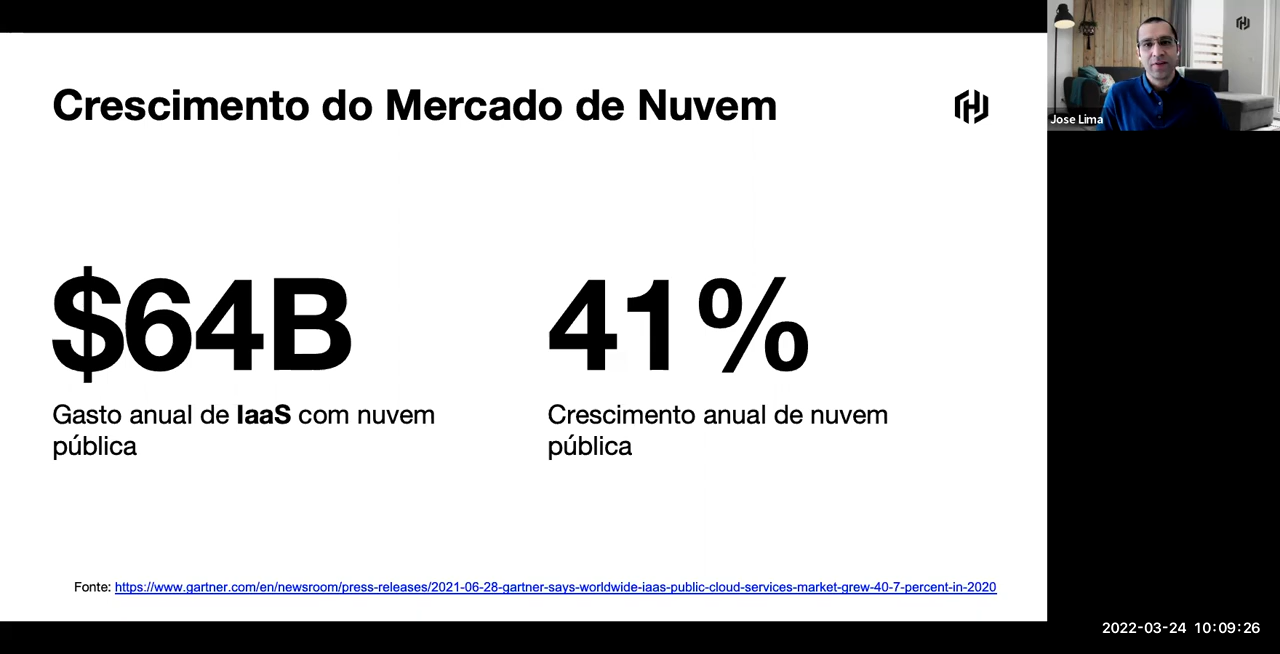 Crescimento do Mercado de Nuvem
Jose Lima
$64B
41%
Gasto anual de IaaS com nuvem
pública
Crescimento anual de nuvem
pública
Fonte: https://www.gartner.com/en/newsroom/press-releases/2021-06-28-gartner-says-worldwide-iaas-public-cloud-services-market-grew-40-7-percent-in-2020
2022-03-24 10:09:26